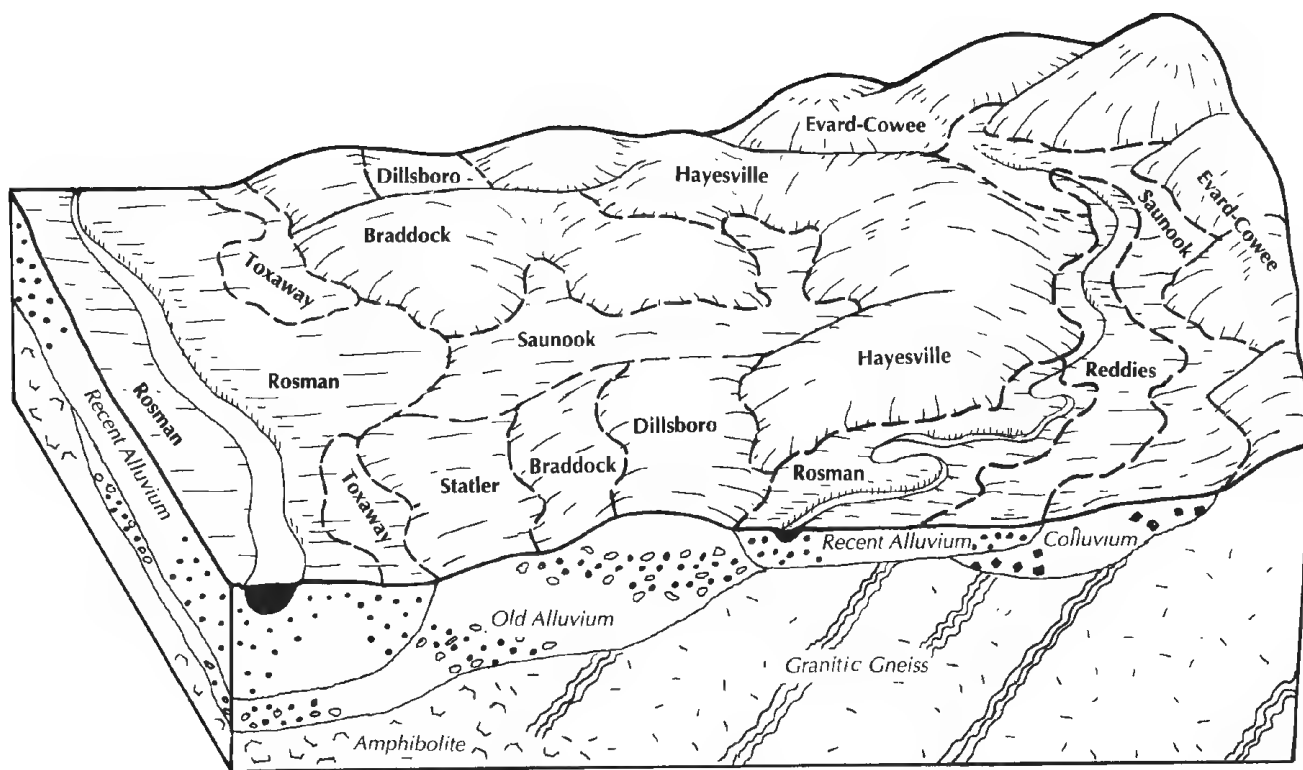 Evard-Cowee
Dillsboro
Hayesville
Saunook
Evard-Cowee
Braddock
Toxaway
Saunook
Rosman
Hayesville
Reddies
Rosman
Recent Alluvium
Dillsboro
Braddock
Rosman
Toxaway
Statler
Recent Alluvium
Colluvium
Old Alluvium
Granitic Gneiss
Amphibolite